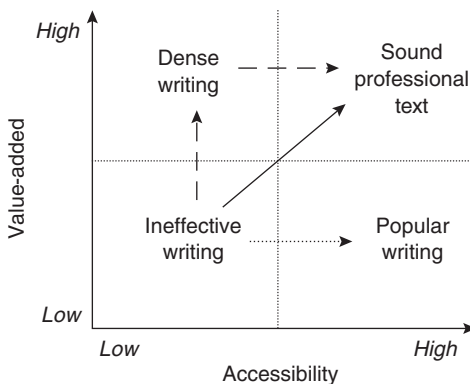 High
Dense
writing
Sound
professional
text
Value-added
Ineffective
writing
Popular
writing
Low
Low
High
Accessibility